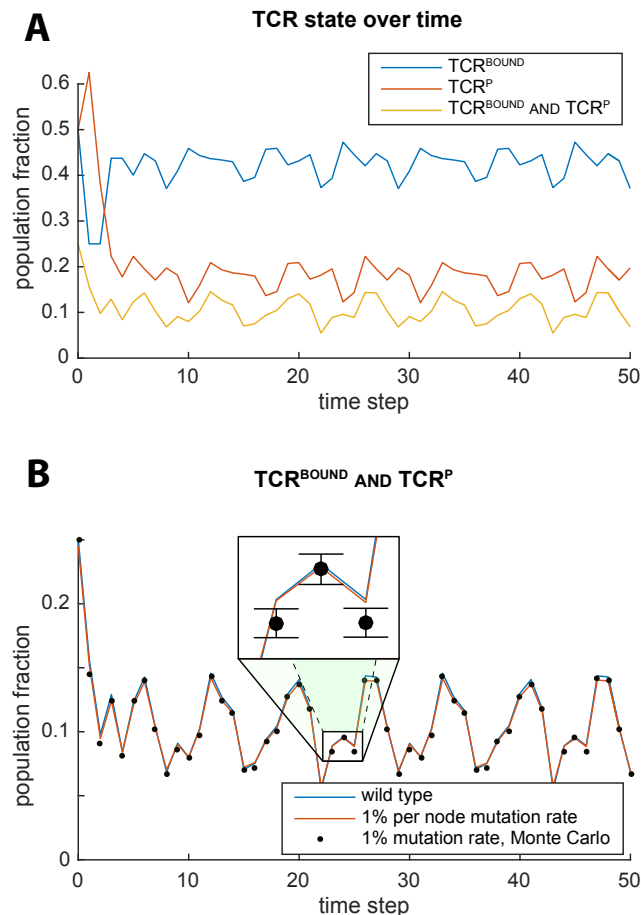 A
TCR state over time
TCR^BOUND
TCR^P
TCR^BOUND AND TCR^P
0.6
0.5
0.4
0.3
0.2
0.1
0
population fraction
0 10 20 30 40 50
time step
B
TCR^BOUND AND TCR^P
0.2
0.1
0
population fraction
wild type
1% per node mutation rate
1% mutation rate, Monte Carlo
0 10 20 30 40 50
time step